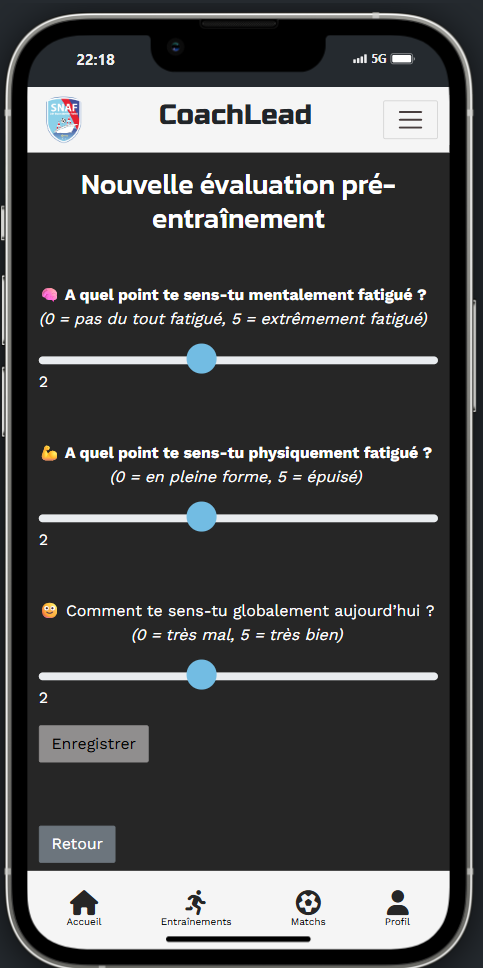 22:18
5G
SNAF
CoachLead
Nouvelle évaluation pré-
entraînement
🧠 A quel point te sens-tu mentalement fatigué ?
(0 = pas du tout fatigué, 5 = extrêmement fatigué)
2
💪 A quel point te sens-tu physiquement fatigué ?
(0 = en pleine forme, 5 = épuisé)
2
🙂 Comment te sens-tu globalement aujourd’hui ?
(0 = très mal, 5 = très bien)
2
Enregistrer
Retour
Accueil Entraînements Matchs Profil